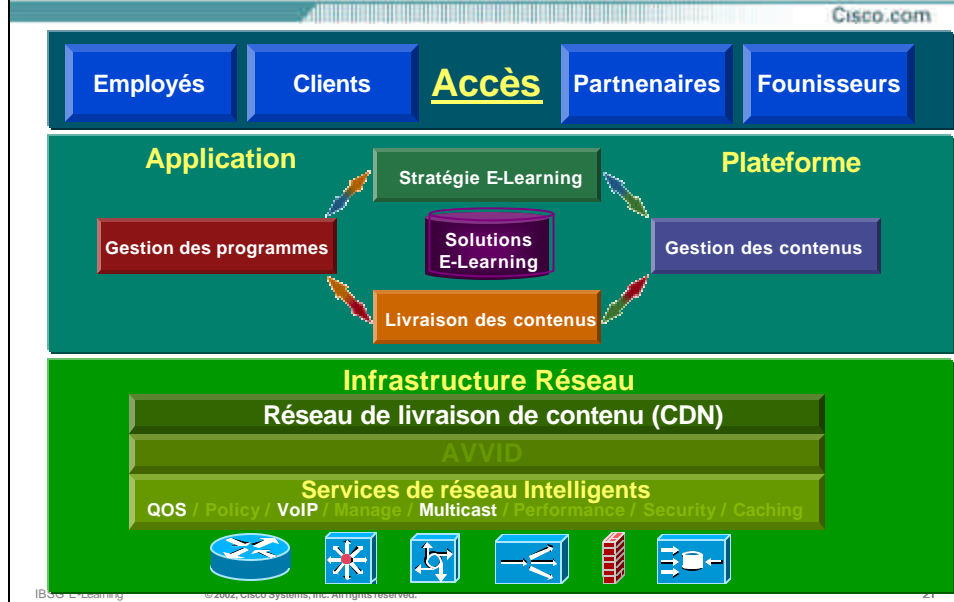 Cisco.com
Employés Clients Accès Partnenaires Founisseurs
Application Plateforme
Stratégie E-Learning
Gestion des programmes
Solutions
E-Learning
Gestion des contenus
Livraison des contenus
Infrastructure Réseau
Réseau de livraison de contenu (CDN)
AVVID
Services de réseau Intelligents
QOS / Policy / VoIP / Manage / Multicast / Performance / Security / Caching
IBSG E-Learning © 2002, Cisco Systems, Inc. All rights reserved. 21